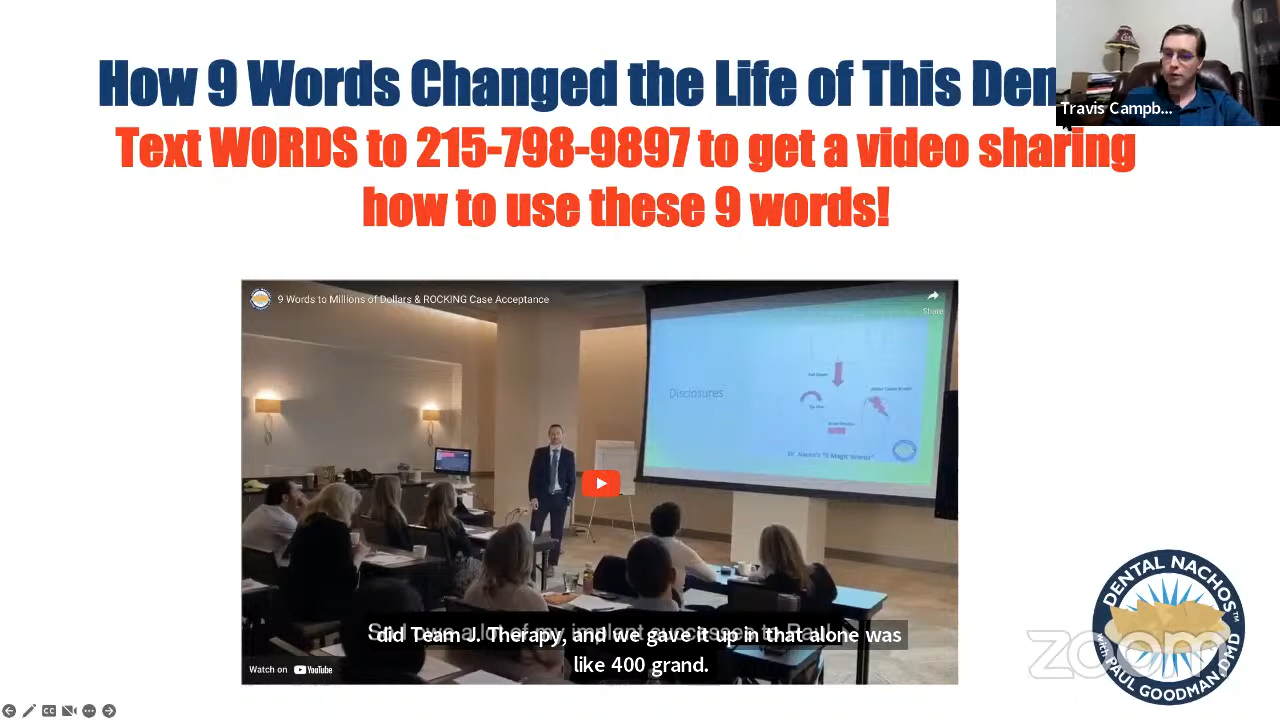 How 9 Words Changed the Life of This Den
Travis Campb...
Text WORDS to 215-798-9897 to get a video sharing
how to use these 9 words!
9 Words to Millions of Dollars & ROCKING Case Acceptance
Share
Disclosures
did Team J. Therapy, and we gave it up in that alone was
like 400 grand.
Watch on YouTube
DENTAL NACHOS™
with PAUL GOODMAN, DMD
zoom